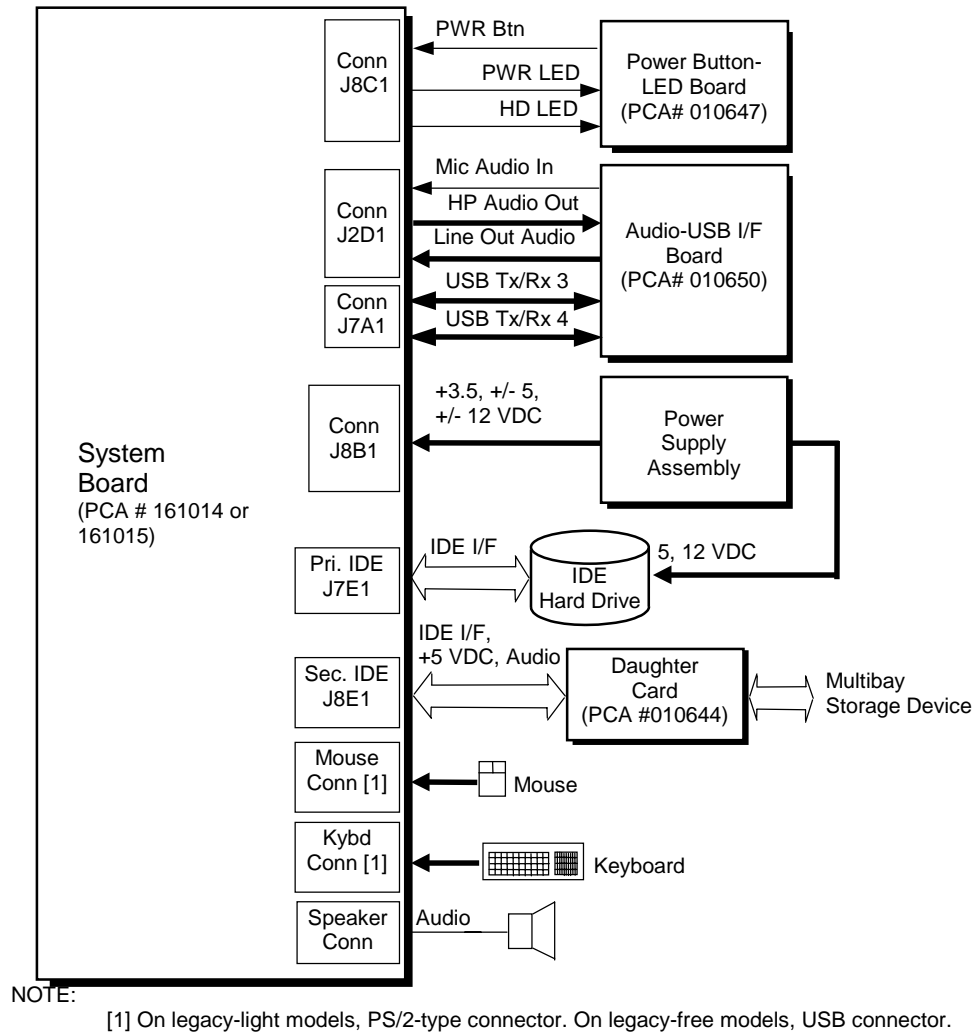 PWR Btn
Conn
J8C1
PWR LED
HD LED
Power Button-
LED Board
(PCA# 010647)
Mic Audio In
HP Audio Out
Conn
J2D1
Line Out Audio
Audio-USB I/F
Board
(PCA# 010650)
USB Tx/Rx 3
Conn
J7A1
USB Tx/Rx 4
+3.5, +/- 5,
+/- 12 VDC
Conn
J8B1
Power
Supply
Assembly
System
Board
(PCA # 161014 or
161015)
Pri. IDE
J7E1
IDE I/F
IDE
Hard Drive
5, 12 VDC
IDE I/F,
+5 VDC, Audio
Sec. IDE
J8E1
Daughter
Card
(PCA #010644)
Multibay
Storage Device
Mouse
Conn [1]
Mouse
Kybd
Conn [1]
Keyboard
Speaker
Conn
Audio
NOTE:
[1] On legacy-light models, PS/2-type connector. On legacy-free models, USB connector.